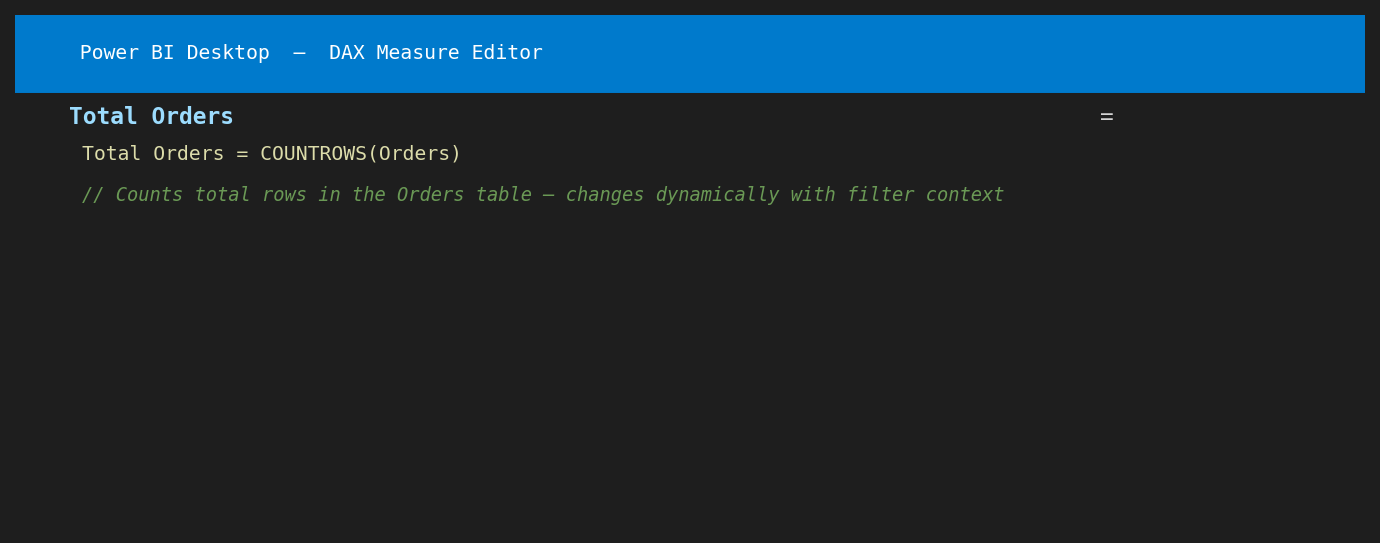 Power BI Desktop — DAX Measure Editor
Total Orders =
Total Orders = COUNTROWS(Orders)
// Counts total rows in the Orders table — changes dynamically with filter context